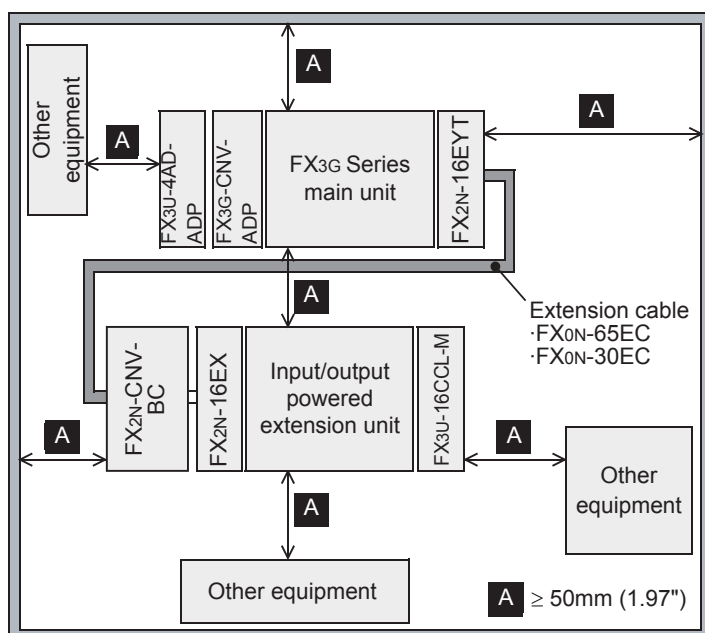 A
Other
equipment
A
FX3U-4AD-
ADP
FX3G-CNV-
ADP
FX3G Series
main unit
FX2N-16EYT
A
A
Extension cable
·FX0N-65EC
·FX0N-30EC
A
FX2N-CNV-
BC
FX2N-16EX
Input/output
powered
extension unit
FX3U-16CCL-M
A
Other
equipment
A
Other equipment
A ≥ 50mm (1.97")